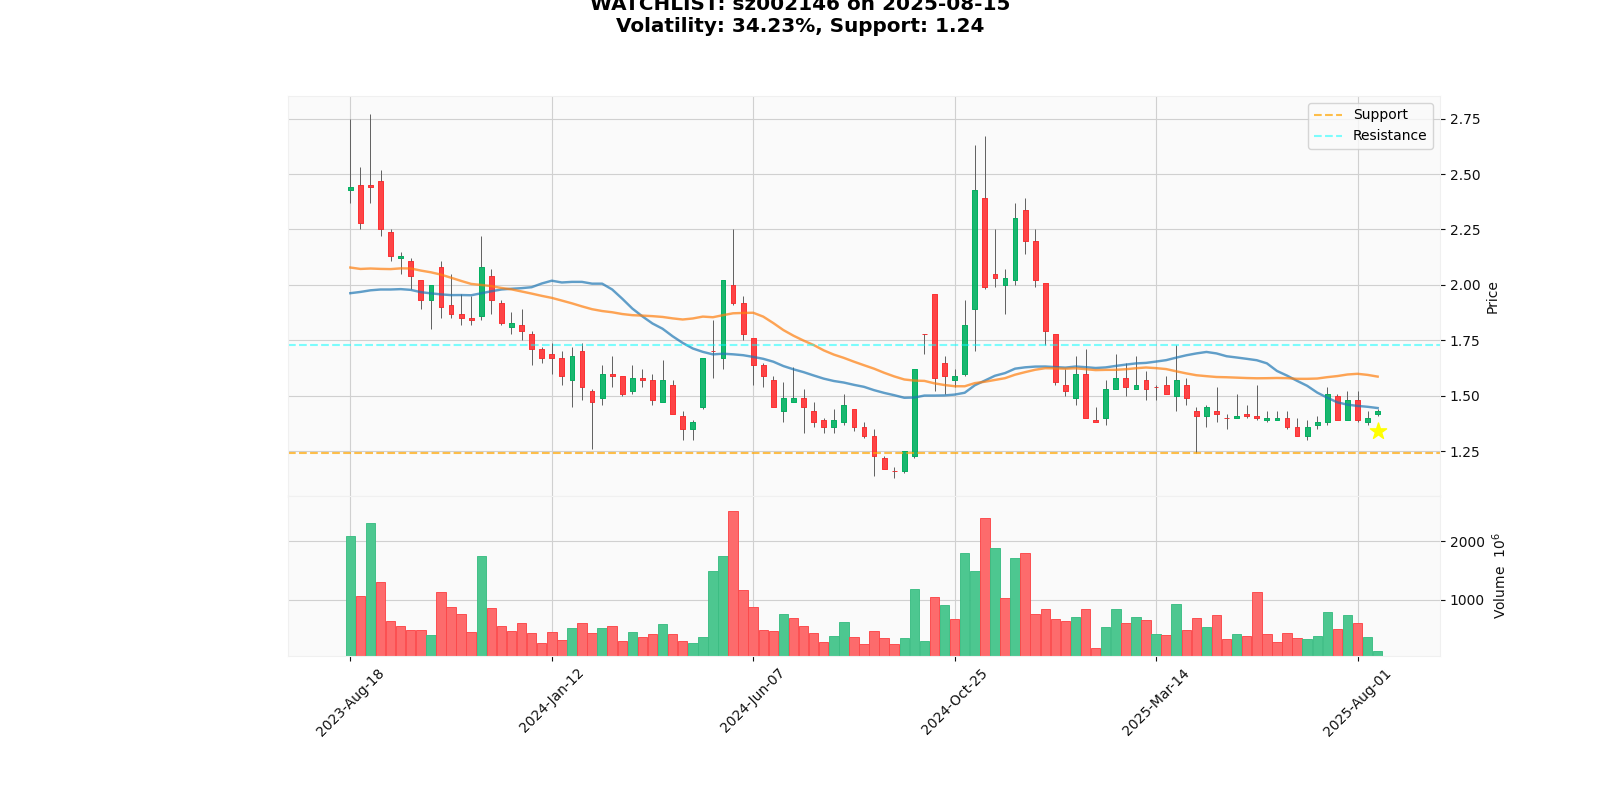 WATCHLIST: sz002146 on 2025-08-15
Volatility: 34.23%, Support: 1.24
Support
Resistance
2.75
2.50
2.25
2.00
1.75
1.50
1.25
Price
2000
1000
Volume 10^6
2023-Aug-18
2024-Jan-12
2024-Jun-07
2024-Oct-25
2025-Mar-14
2025-Aug-01